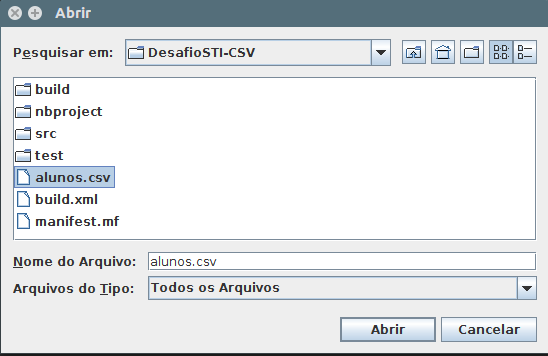 Abrir
Pesquisar em: DesafioSTI-CSV
build
nbproject
src
test
alunos.csv
build.xml
manifest.mf
Nome do Arquivo: alunos.csv
Arquivos do Tipo: Todos os Arquivos
Abrir Cancelar